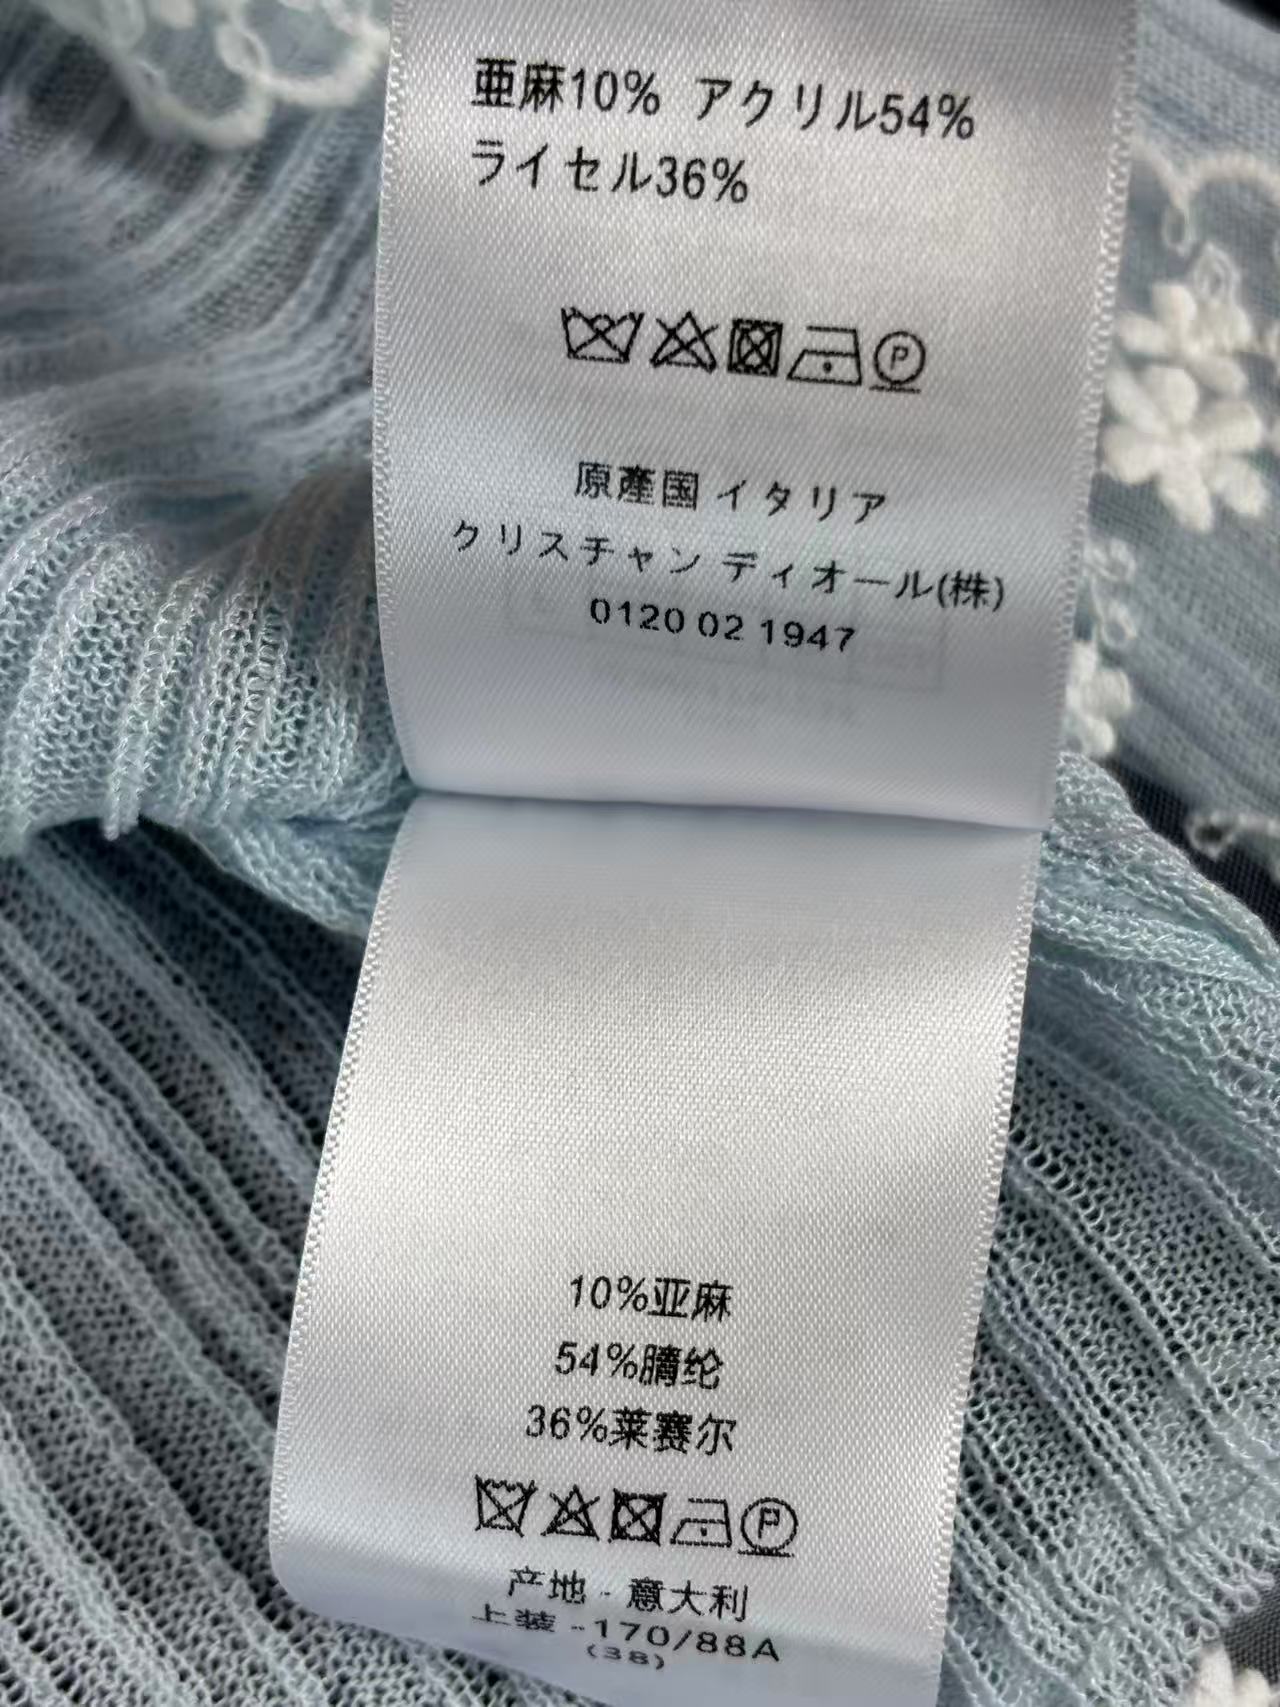 亜麻10% アクリル54%
ライセル36%
P
原產国 イタリア
クリスチャン ディオール(株)
0120 02 1947
10%亚麻
54%腈纶
36%莱赛尔
P
产地 - 意大利
上装 -170/88A
(38)